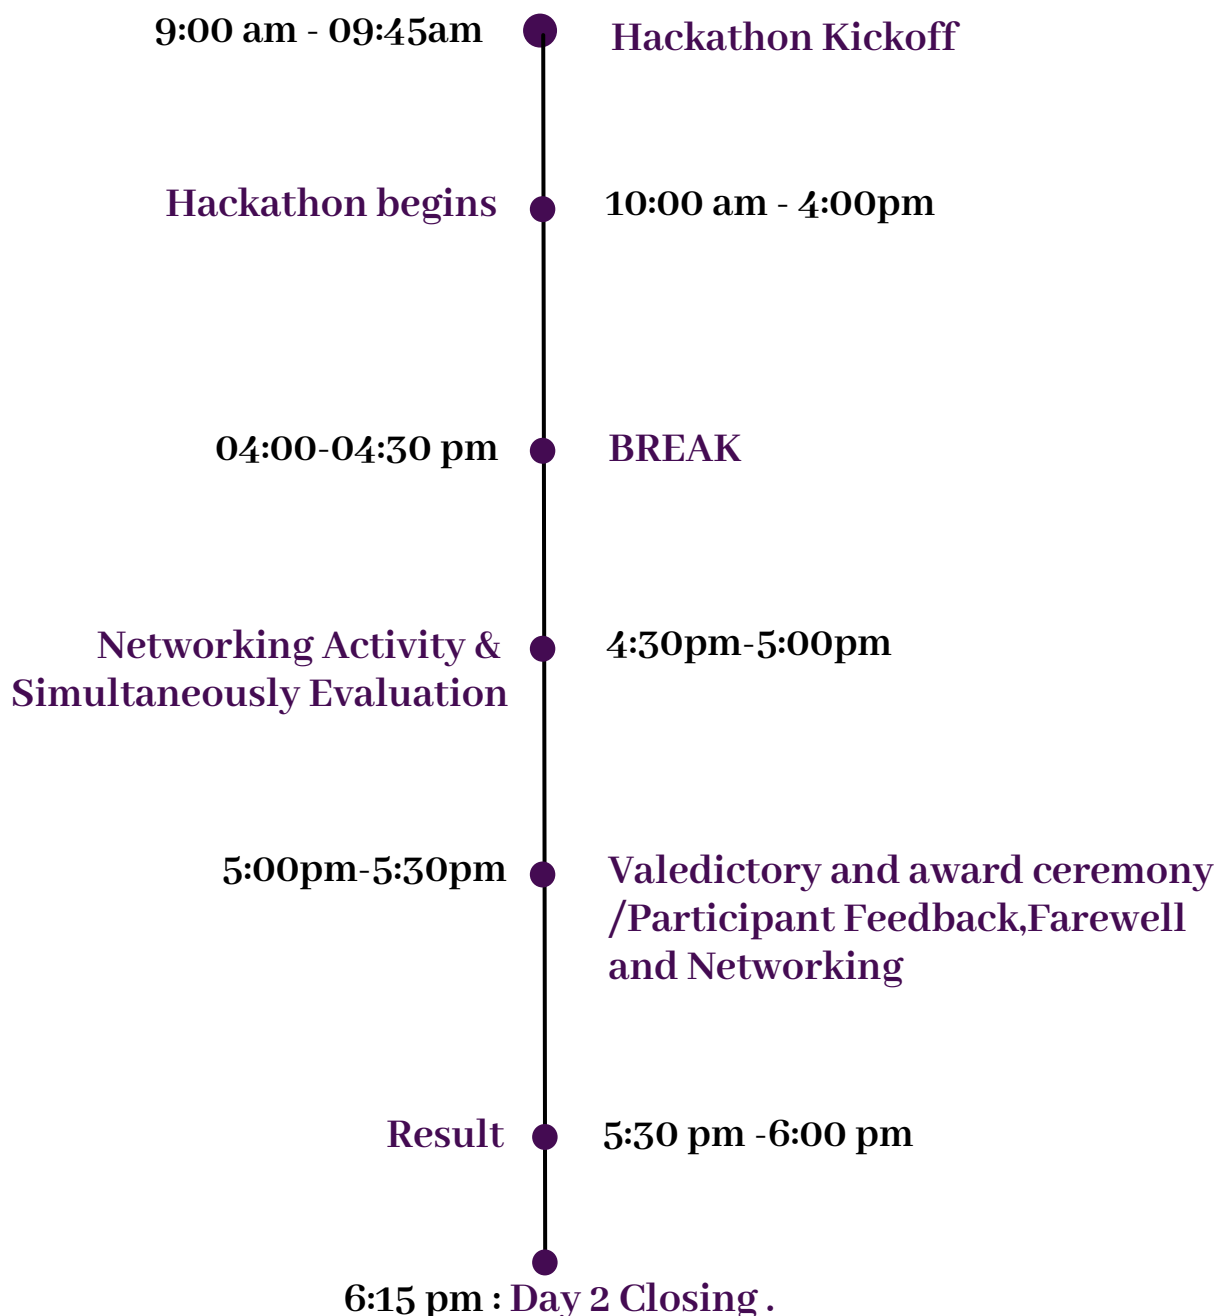 9:00 am - 09:45am
Hackathon Kickoff
Hackathon begins
10:00 am - 4:00pm
04:00-04:30 pm
BREAK
Networking Activity &
Simultaneously Evaluation
4:30pm-5:00pm
5:00pm-5:30pm
Valedictory and award ceremony
/Participant Feedback,Farewell
and Networking
Result
5:30 pm -6:00 pm
6:15 pm : Day 2 Closing .